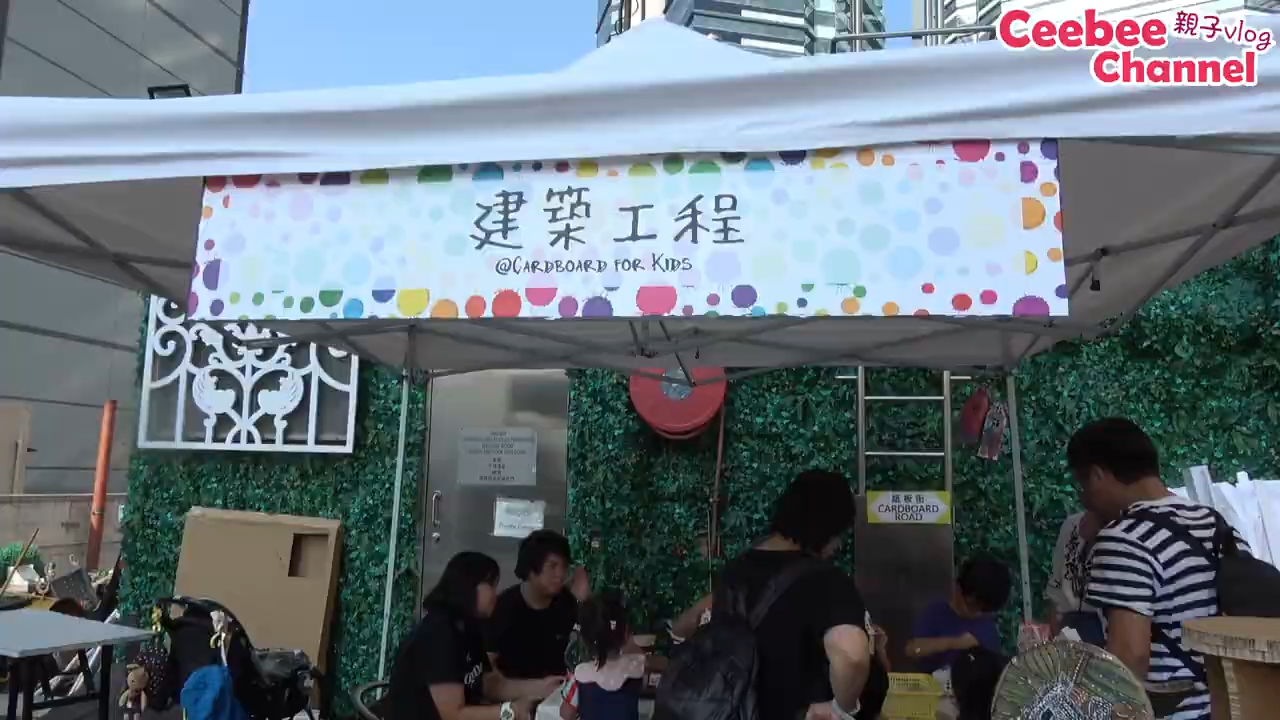 Ceebee 親子vlog
Channel
建築工程
@CARDBOARD FOR KIDS
紙板街
CARDBOARD
ROAD